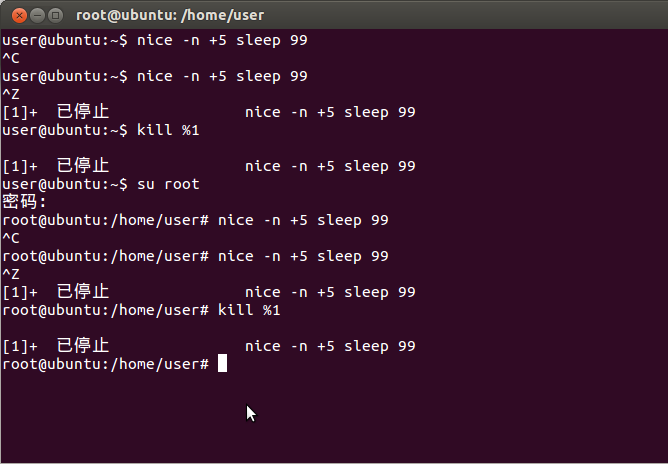 root@ubuntu: /home/user
user@ubuntu:~$ nice -n +5 sleep 99
^C
user@ubuntu:~$ nice -n +5 sleep 99
^Z
[1]+  已停止               nice -n +5 sleep 99
user@ubuntu:~$ kill %1

[1]+  已停止               nice -n +5 sleep 99
user@ubuntu:~$ su root
密码:
root@ubuntu:/home/user# nice -n +5 sleep 99
^C
root@ubuntu:/home/user# nice -n +5 sleep 99
^Z
[1]+  已停止               nice -n +5 sleep 99
root@ubuntu:/home/user# kill %1

[1]+  已停止               nice -n +5 sleep 99
root@ubuntu:/home/user#